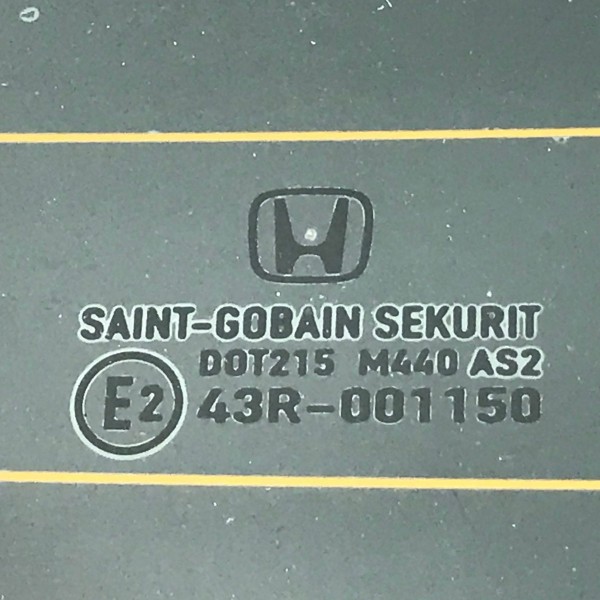 SAINT-GOBAIN SEKURIT
DOT215 M440 AS2
E2 43R-001150